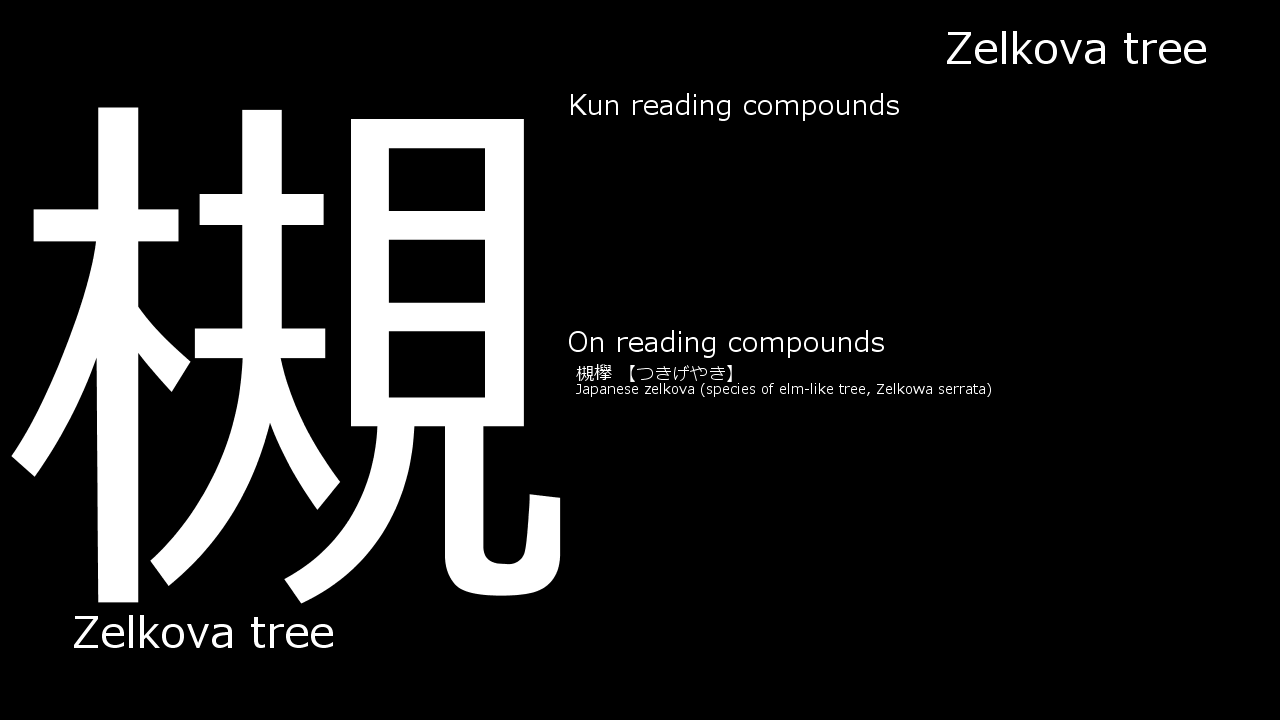 Zelkova tree
槻
Kun reading compounds
On reading compounds
槻欅 【つきげやき】
Japanese zelkova (species of elm-like tree, Zelkowa serrata)
Zelkova tree